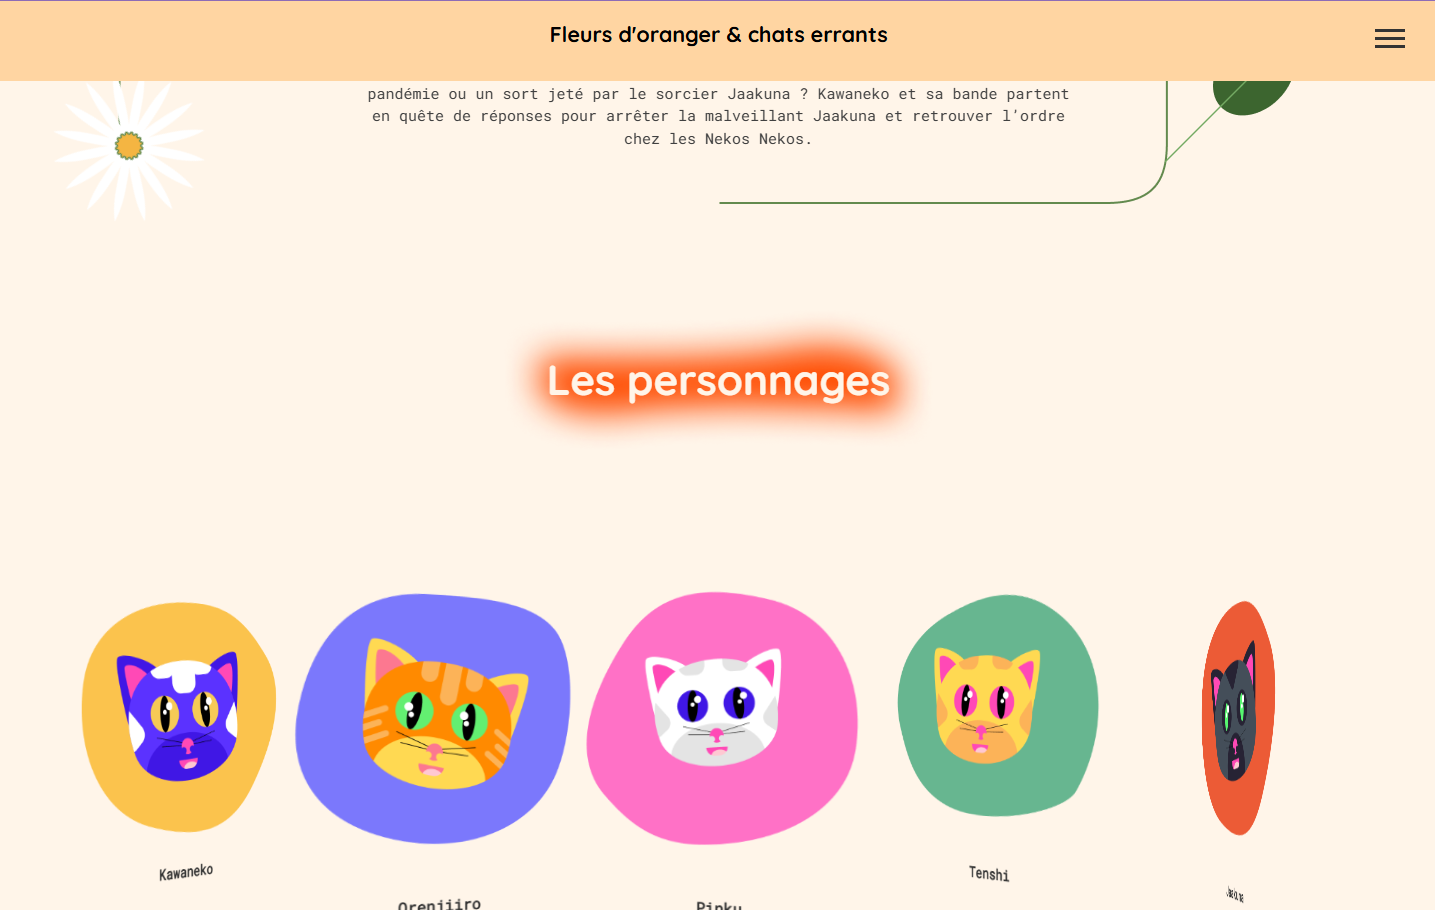 Fleurs d'oranger & chats errants
pandémie ou un sort jeté par le sorcier Jaakuna ? Kawaneko et sa bande partent
en quête de réponses pour arrêter la malveillant Jaakuna et retrouver l'ordre
chez les Nekos Nekos.
Les personnages
Kawaneko
Orenjiiro
Pinku
Tenshi